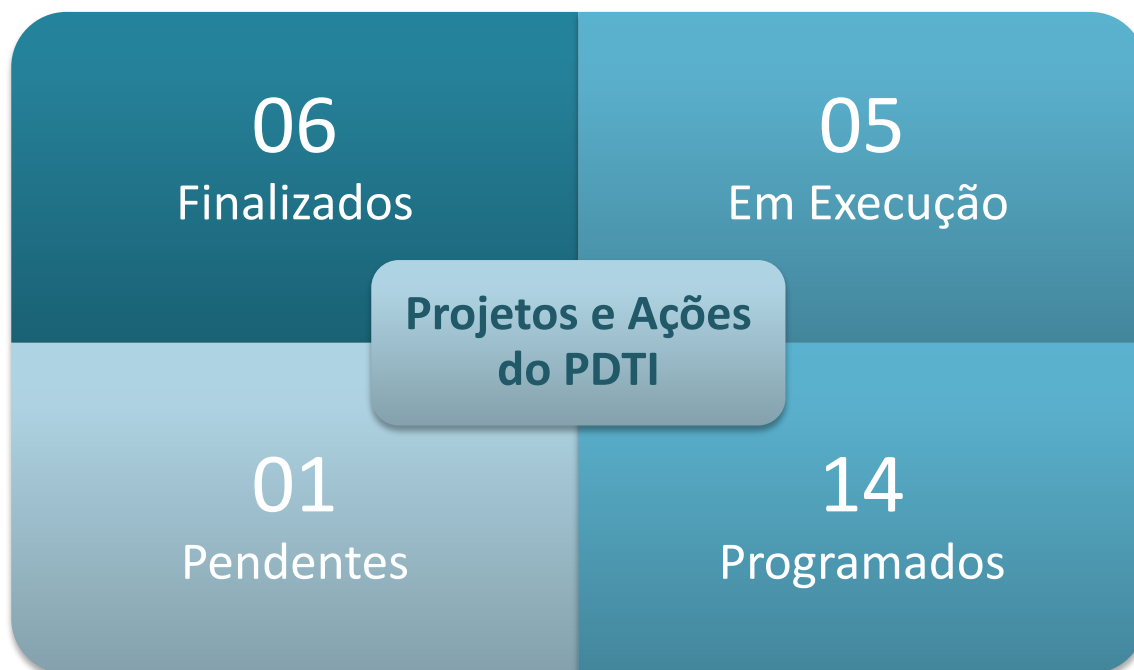 06
Finalizados
05
Em Execução
Projetos e Ações
do PDTI
01
Pendentes
14
Programados